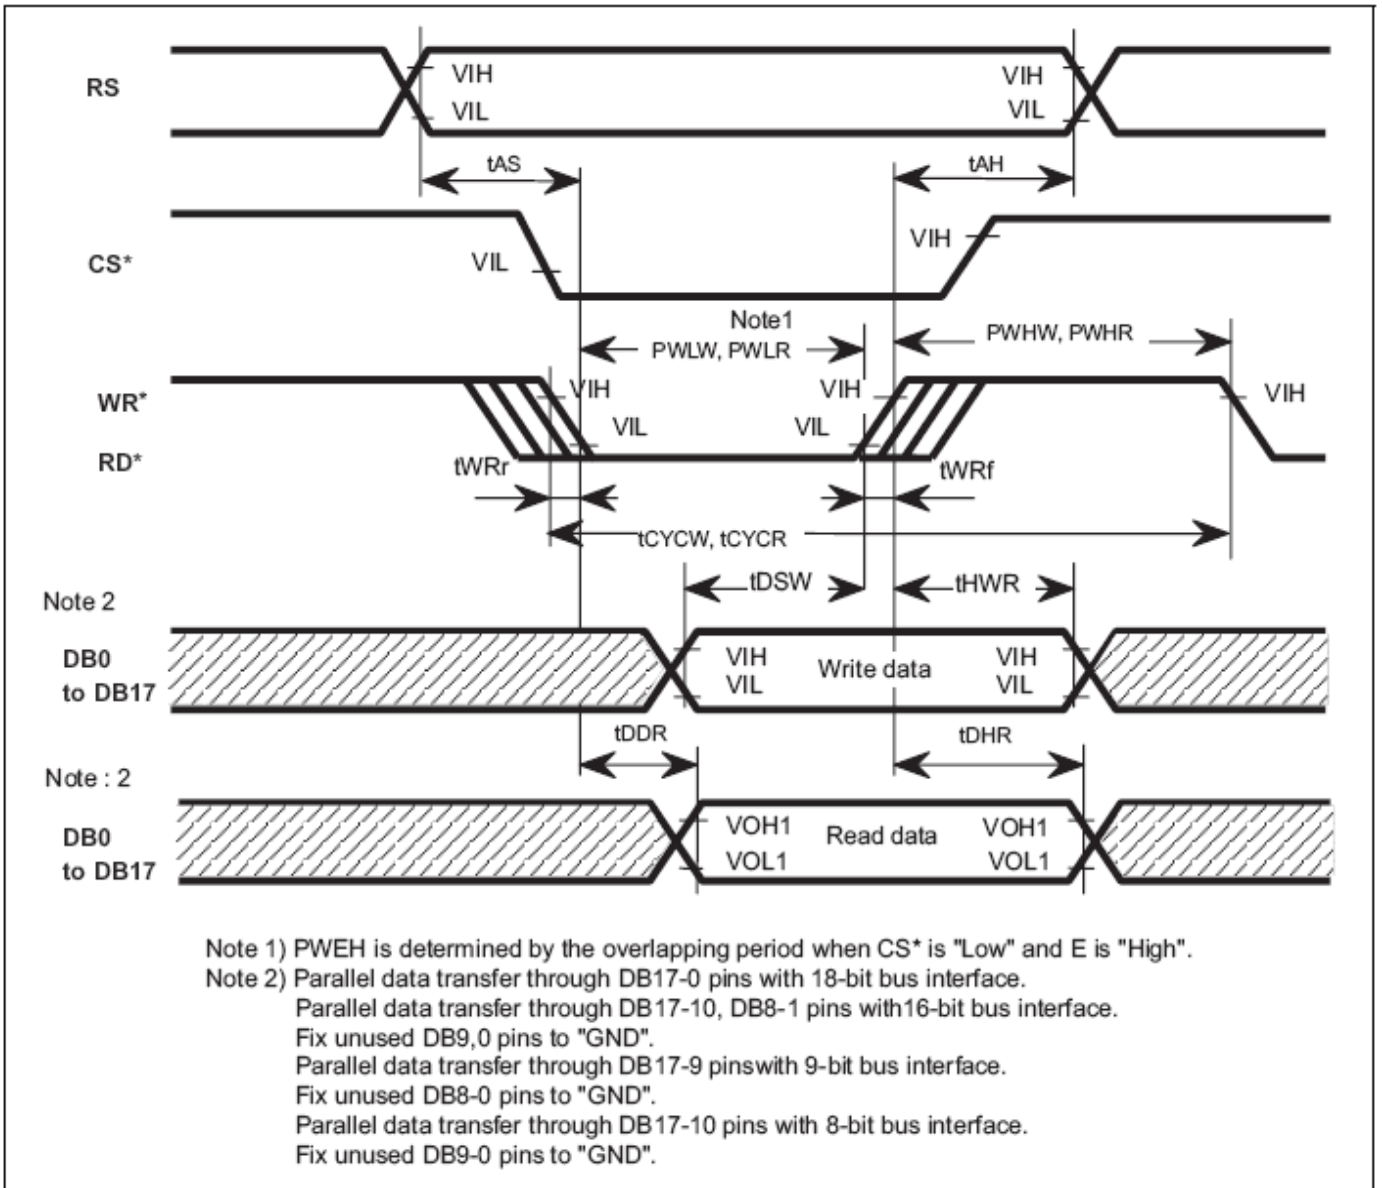 RS
VIH
VIH
VIL
VIL
tAS
tAH
CS*
VIL
VIH
Note1
PWLW, PWLR
PWHW, PWHR
WR*
VIH
VIH
VIH
VIL
VIL
RD*
tWRr
tWRf
tCYCW, tCYCR
tDSW
tHWR
Note 2
DB0
to DB17
VIH
VIL
Write data
VIH
VIL
tDDR
tDHR
Note : 2
DB0
to DB17
VOH1
VOL1
Read data
VOH1
VOL1
Note 1) PWEH is determined by the overlapping period when CS* is "Low" and E is "High".
Note 2) Parallel data transfer through DB17-0 pins with 18-bit bus interface.
Parallel data transfer through DB17-10, DB8-1 pins with16-bit bus interface.
Fix unused DB9,0 pins to "GND".
Parallel data transfer through DB17-9 pinswith 9-bit bus interface.
Fix unused DB8-0 pins to "GND".
Parallel data transfer through DB17-10 pins with 8-bit bus interface.
Fix unused DB9-0 pins to "GND".